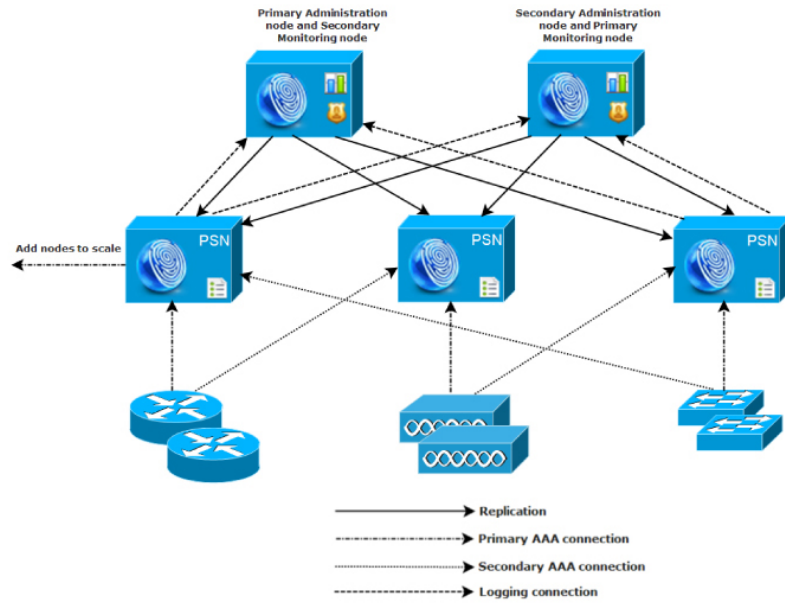 Primary Administration
node and Secondary
Monitoring node
Secondary Administration
node and Primary
Monitoring node
PSN
PSN
PSN
Add nodes to scale
Replication
Primary AAA connection
Secondary AAA connection
Logging connection